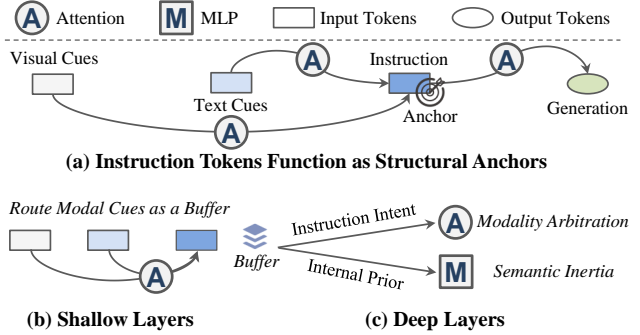 A Attention M MLP Input Tokens Output Tokens
Visual Cues
Text Cues
A
A
Instruction
Anchor
A
Generation
(a) Instruction Tokens Function as Structural Anchors
Route Modal Cues as a Buffer
A
Buffer
Instruction Intent
Internal Prior
A Modality Arbitration
M Semantic Inertia
(b) Shallow Layers
(c) Deep Layers